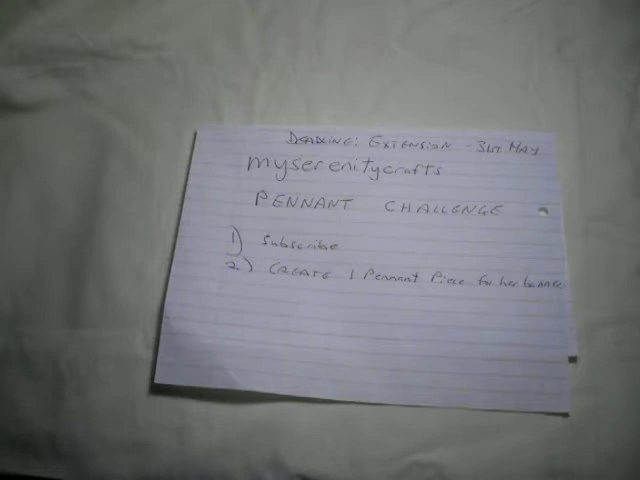 DEADLINE: EXTENSION - 31st MAY
myserenitycrafts
PENNANT CHALLENGE
1) Subscribe
2) CREATE 1 Pennant Piece for her banner